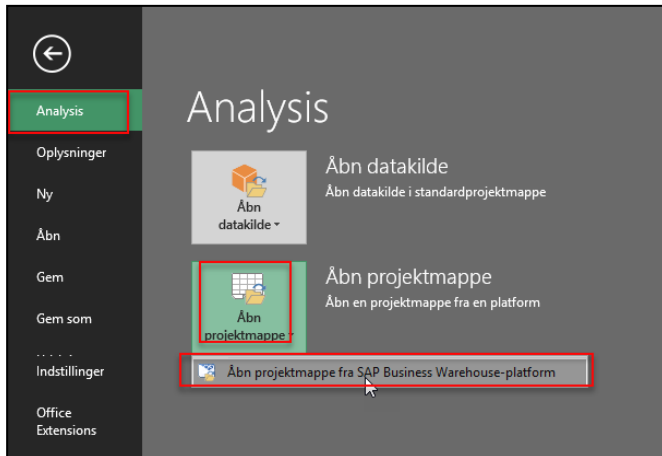 Analysis
Oplysninger
Ny
Åbn
Gem
Gem som
Indstillinger
Office
Extensions
Analysis
Åbn
datakilde
Åbn datakilde
Åbn datakilde i standardprojektmappe
Åbn
projektmappe
Åbn projektmappe
Åbn en projektmappe fra en platform
Åbn projektmappe fra SAP Business Warehouse-platform